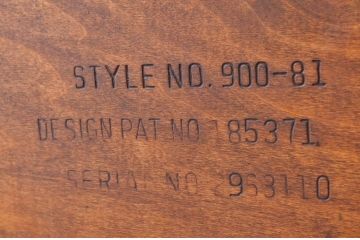 STYLE NO. 900-81
DESIGN PAT NO 185371
SERIAL NO 2963110